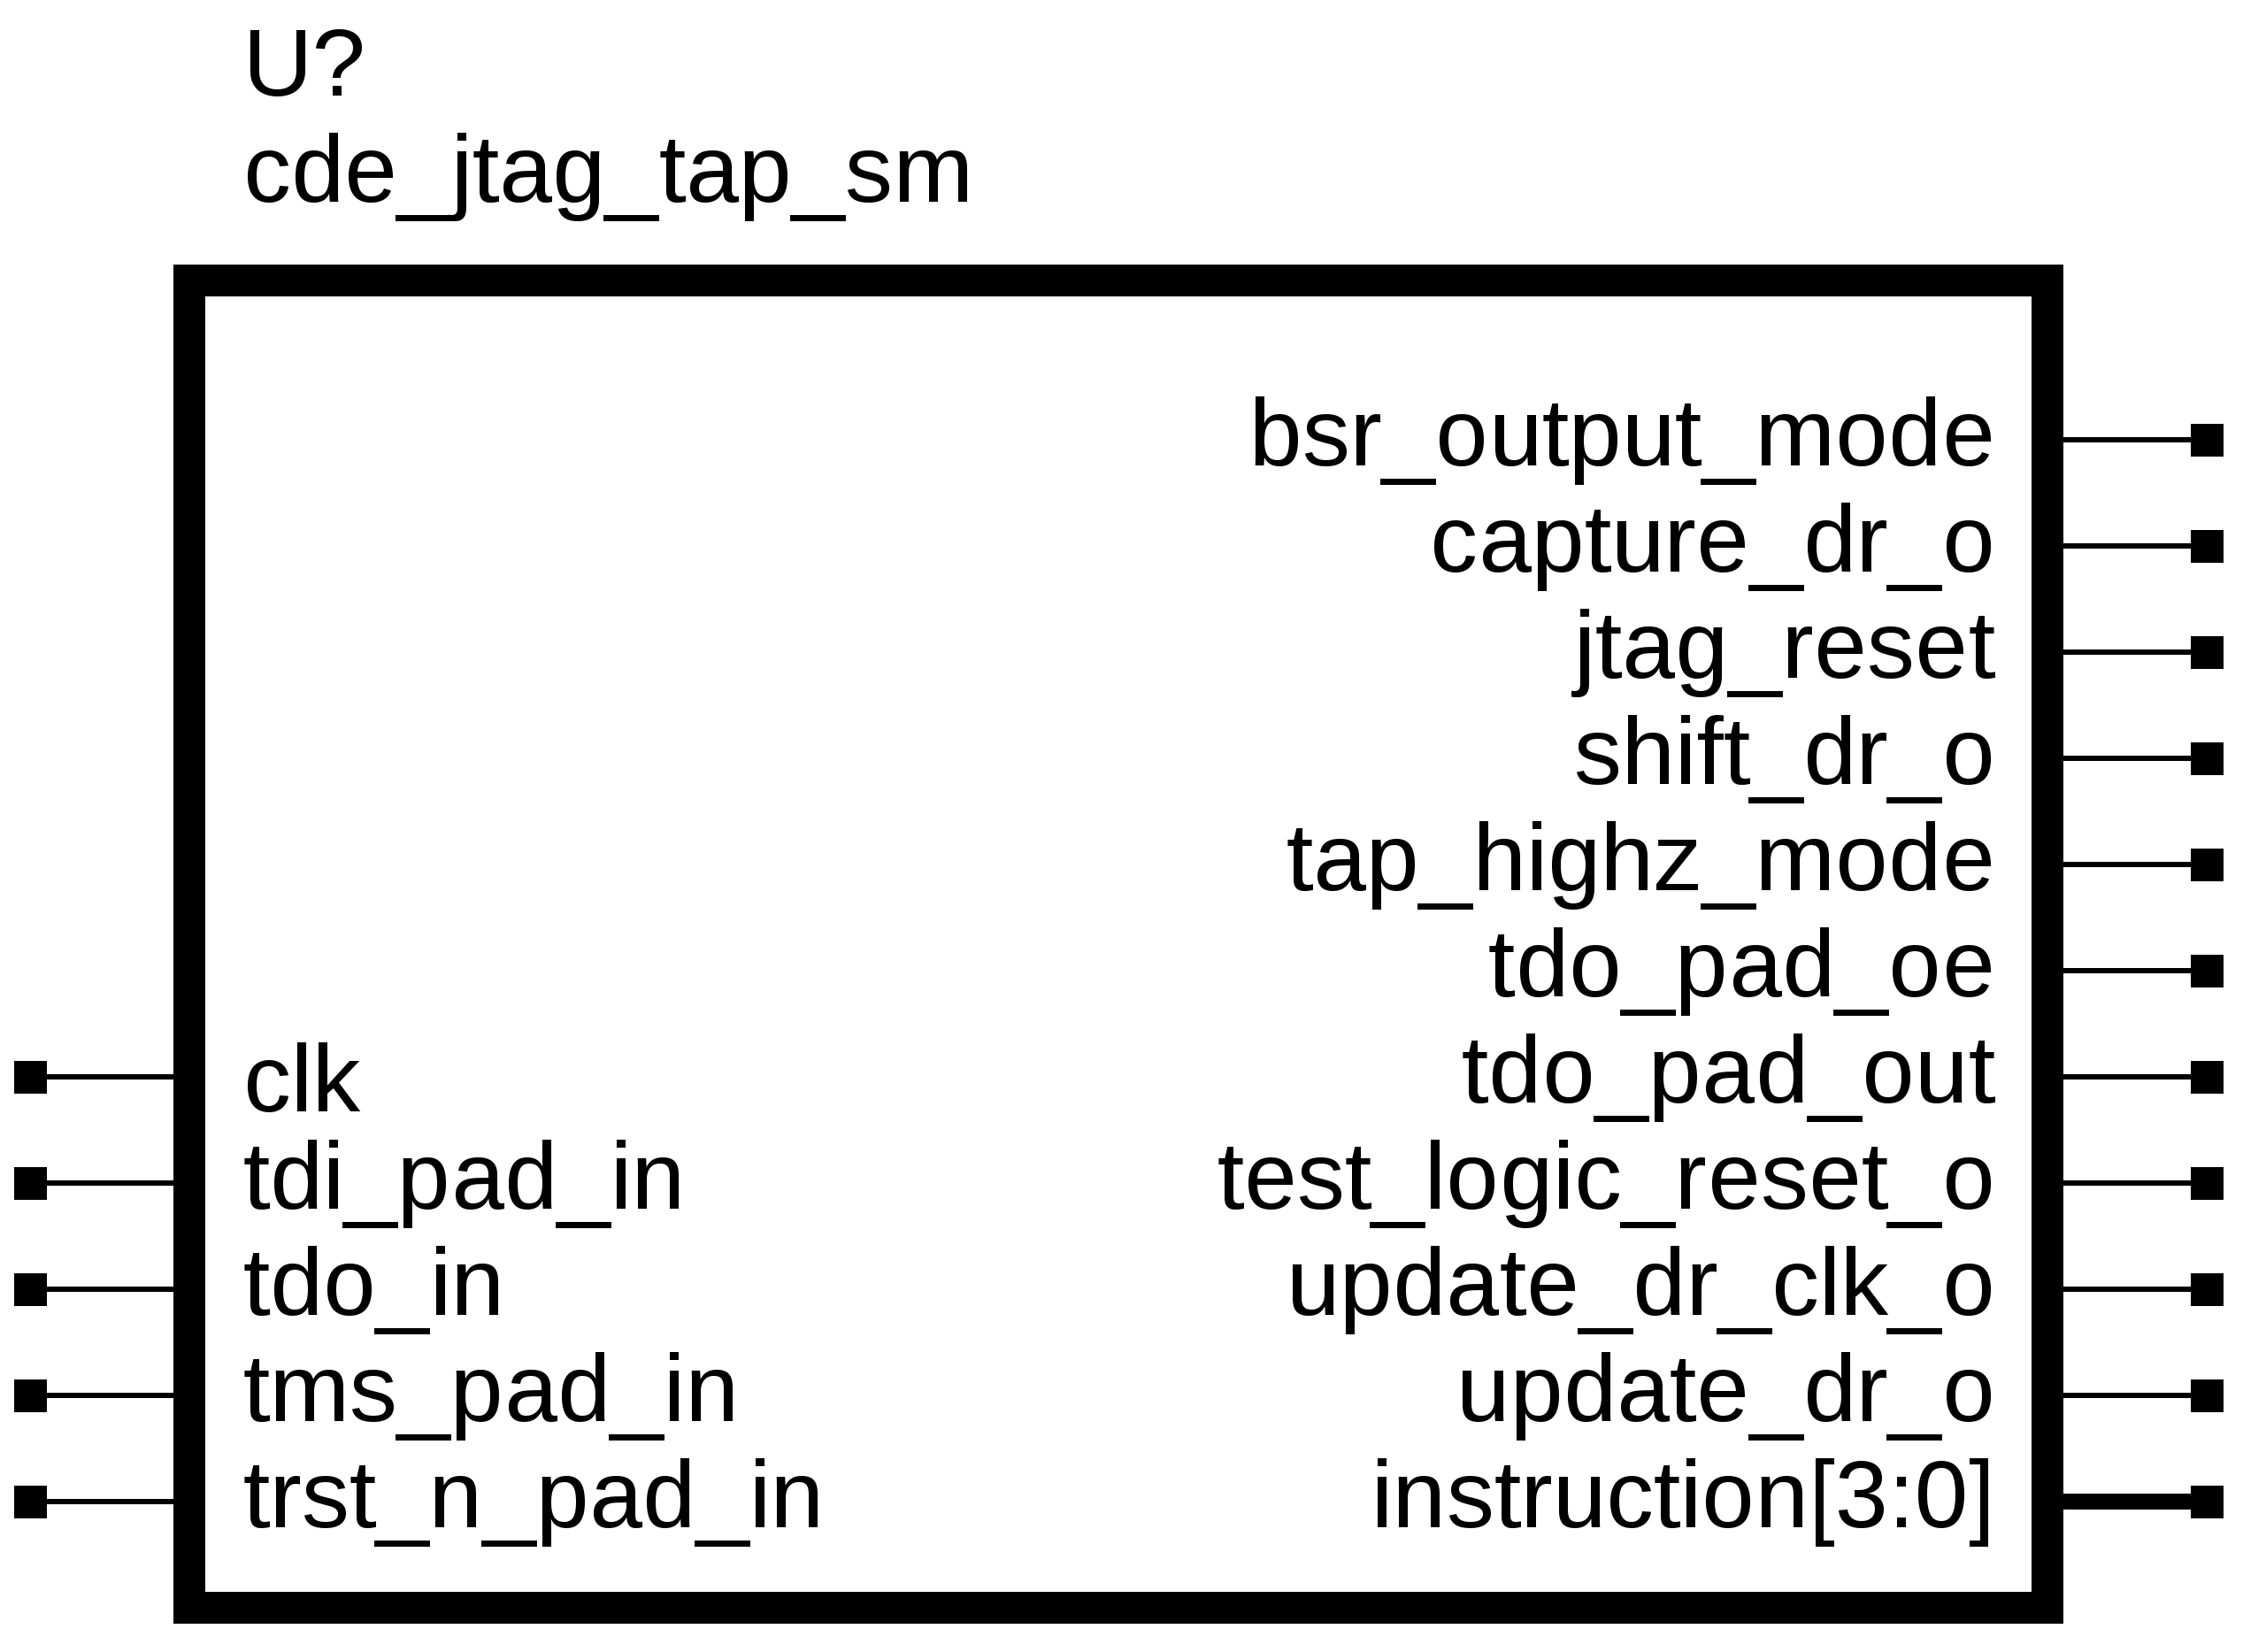 U?
cde_jtag_tap_sm
bsr_output_mode
capture_dr_o
jtag_reset
shift_dr_o
tap_highz_mode
tdo_pad_oe
clk
tdo_pad_out
tdi_pad_in
test_logic_reset_o
tdo_in
update_dr_clk_o
tms_pad_in
update_dr_o
trst_n_pad_in
instruction[3:0]